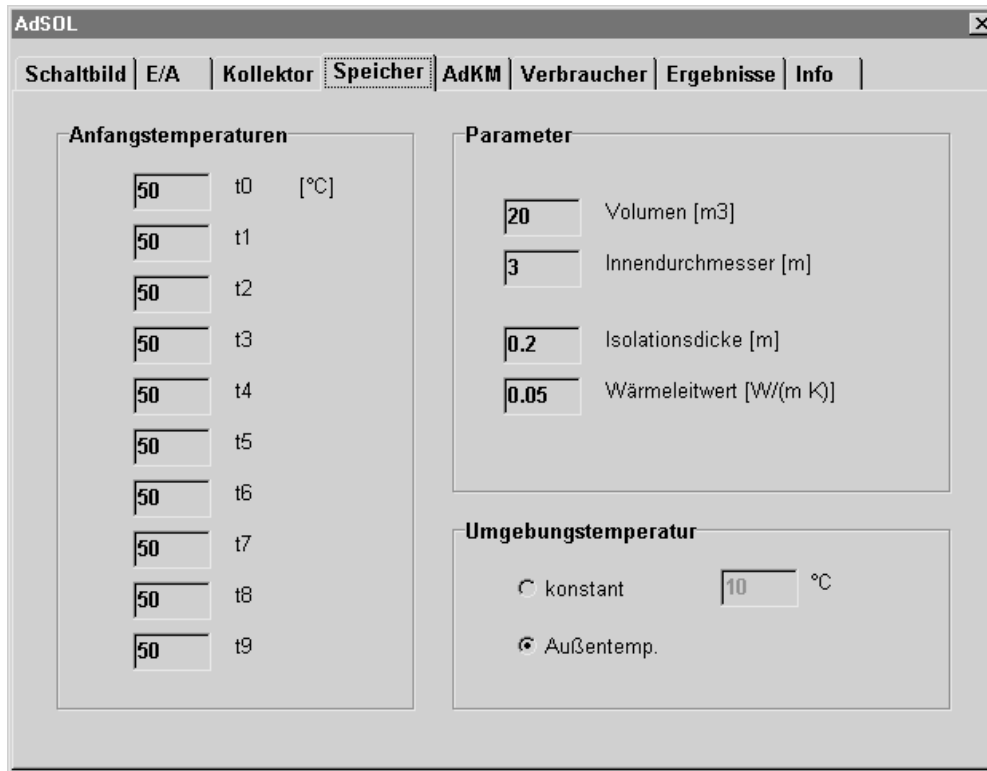 AdSOL
Schaltbild E/A Kollektor Speicher AdKM Verbraucher Ergebnisse Info
Anfangstemperaturen
50 t0 [°C]
50 t1
50 t2
50 t3
50 t4
50 t5
50 t6
50 t7
50 t8
50 t9
Parameter
20 Volumen [m3]
3 Innendurchmesser [m]
0.2 Isolationsdicke [m]
0.05 Wärmeleitwert [W/(m K)]
Umgebungstemperatur
konstant 10 °C
Außentemp.